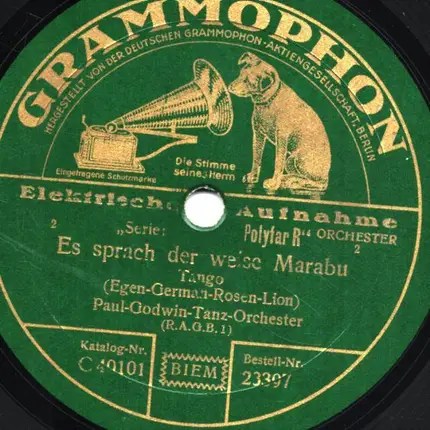 GRAMMOPHON
HERGESTELLT VON DER DEUTSCHEN GRAMMOPHON-AKTIENGESELLSCHAFT, BERLIN
Eingetragene Schutzmarke
Die Stimme
seines Herrn
Elektrische Aufnahme
2 „Serie: Polyfar R“ ORCHESTER 2
Es sprach der weise Marabu
Tango
(Egen-German-Rosen-Lion)
Paul-Godwin-Tanz-Orchester
(R.A.G.B.1)
Katalog-Nr. Bestell-Nr.
C 40101 BIEM 23397